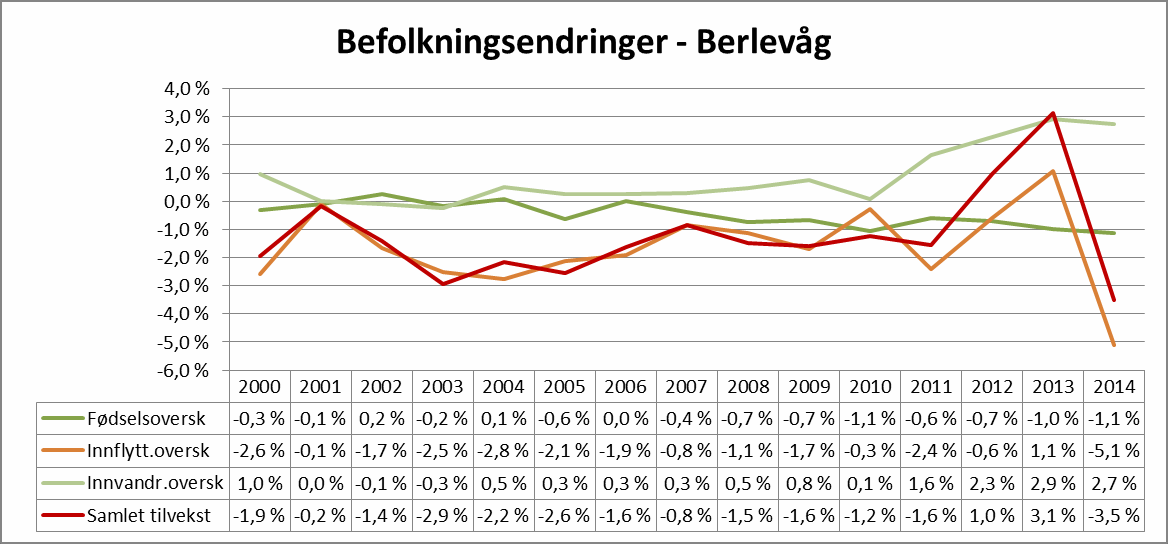 Befolkningsendringer - Berlevåg
4,0 %
3,0 %
2,0 %
1,0 %
0,0 %
-1,0 %
-2,0 %
-3,0 %
-4,0 %
-5,0 %
-6,0 %
2000 2001 2002 2003 2004 2005 2006 2007 2008 2009 2010 2011 2012 2013 2014
Fødselsoversk -0,3 % -0,1 % 0,2 % -0,2 % 0,1 % -0,6 % 0,0 % -0,4 % -0,7 % -0,7 % -1,1 % -0,6 % -0,7 % -1,0 % -1,1 %
Innflytt.oversk -2,6 % -0,1 % -1,7 % -2,5 % -2,8 % -2,1 % -1,9 % -0,8 % -1,1 % -1,7 % -0,3 % -2,4 % -0,6 % 1,1 % -5,1 %
Innvandr.oversk 1,0 % 0,0 % -0,1 % -0,3 % 0,5 % 0,3 % 0,3 % 0,3 % 0,5 % 0,8 % 0,1 % 1,6 % 2,3 % 2,9 % 2,7 %
Samlet tilvekst -1,9 % -0,2 % -1,4 % -2,9 % -2,2 % -2,6 % -1,6 % -0,8 % -1,5 % -1,6 % -1,2 % -1,6 % 1,0 % 3,1 % -3,5 %